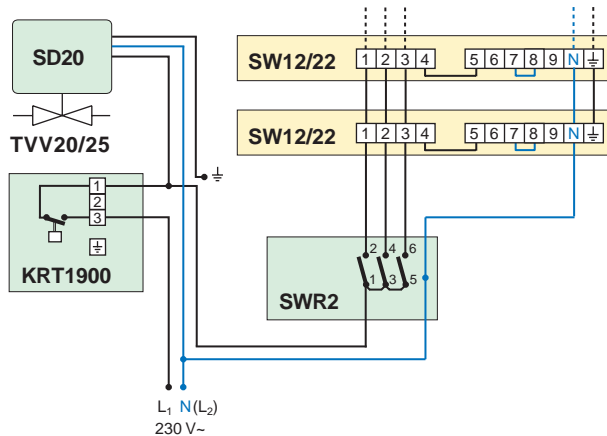 SD20
TVV20/25
SW12/22
1 2 3 4 5 6 7 8 9 N
SW12/22
1 2 3 4 5 6 7 8 9 N
1
2
3
KRT1900
2 4 6
1 3 5
SWR2
L₁ N (L₂)
230 V~